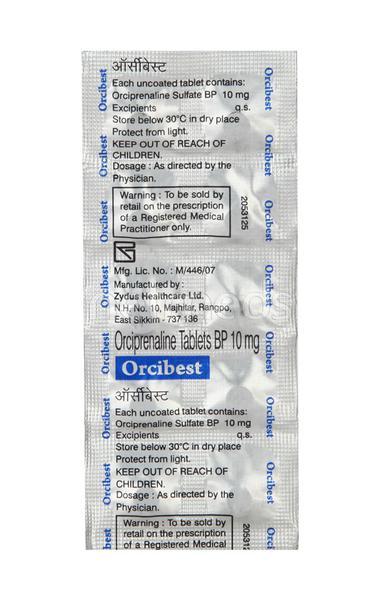 ऑर्सीबेस्ट
Each uncoated tablet contains:
Orciprenaline Sulfate BP 10 mg
Excipients q.s.
Store below 30°C in dry place
Protect from light.
KEEP OUT OF REACH OF
CHILDREN.
Dosage : As directed by the
Physician.
Warning : To be sold by
retail on the prescription
of a Registered Medical
Practitioner only.
2053125
Mfg. Lic. No. : M/446/07
Manufactured by :
Zydus Healthcare Ltd.
N.H. No. 10, Majhitar, Rangpo,
East Sikkim - 737 136
Orciprenaline Tablets BP 10 mg
Orcibest
ऑर्सीबेस्ट
Each uncoated tablet contains:
Orciprenaline Sulfate BP 10 mg
Excipients q.s.
Store below 30°C in dry place
Protect from light.
KEEP OUT OF REACH OF
CHILDREN.
Dosage : As directed by the
Physician.
Warning : To be sold by
retail on the prescription
of a Registered Medical
Orcibest
Orcibest
Orcibest
Orcibest
Orcibest
Orcibest
Orcibest
Orcibest
Orcibest
Orcibest
Orcibest
Orcibest